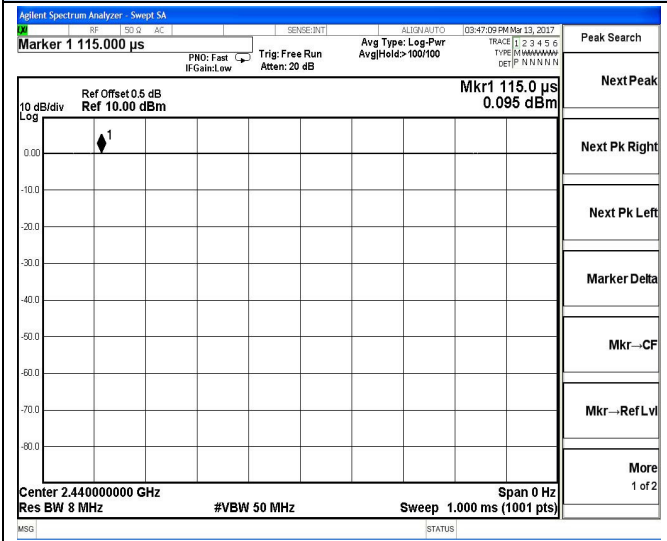 Agilent Spectrum Analyzer - Swept SA
RF 50 Ω AC SENSE:INT ALIGNAUTO 03:47:09 PM Mar 13, 2017
Marker 1 115.000 µs
PNO: Fast
IFGain:Low
Trig: Free Run
Atten: 20 dB
Avg Type: Log-Pwr
Avg|Hold:>100/100
TRACE 1 2 3 4 5 6
TYPE M WWWWW
DET P N N N N N
Ref Offset 0.5 dB
10 dB/div Ref 10.00 dBm
Log
Mkr1 115.0 µs
0.095 dBm
1
0.00
-10.0
-20.0
-30.0
-40.0
-50.0
-60.0
-70.0
-80.0
Center 2.440000000 GHz Span 0 Hz
Res BW 8 MHz #VBW 50 MHz Sweep 1.000 ms (1001 pts)
MSG STATUS
Peak Search
Next Peak
Next Pk Right
Next Pk Left
Marker Delta
Mkr→CF
Mkr→Ref Lvl
More
1 of 2